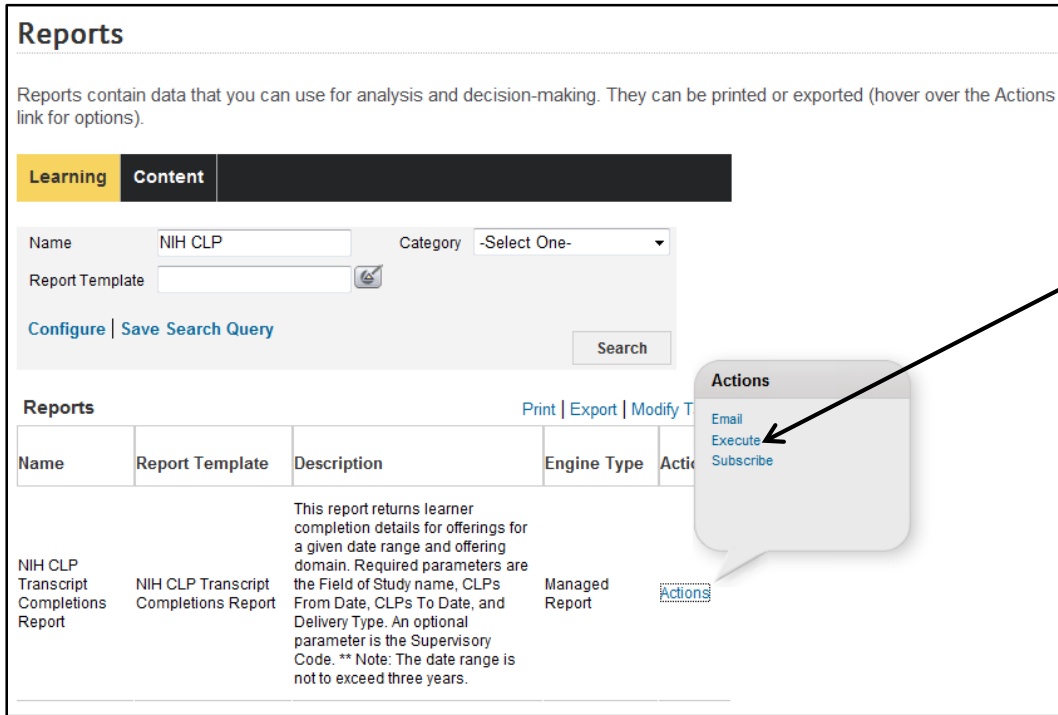 Reports
Reports contain data that you can use for analysis and decision-making. They can be printed or exported (hover over the Actions
link for options).
Learning Content
Name NIH CLP Category -Select One-
Report Template
Configure | Save Search Query
Search
Actions
Email
Execute
Subscribe
Reports Print | Export | Modify T
Name Report Template Description Engine Type Actio
This report returns learner
completion details for offerings for
a given date range and offering
domain. Required parameters are
the Field of Study name, CLPs
From Date, CLPs To Date, and
Delivery Type. An optional
parameter is the Supervisory
Code. ** Note: The date range is
not to exceed three years.
NIH CLP
Transcript
Completions
Report
NIH CLP Transcript
Completions Report
Managed
Report
Actions